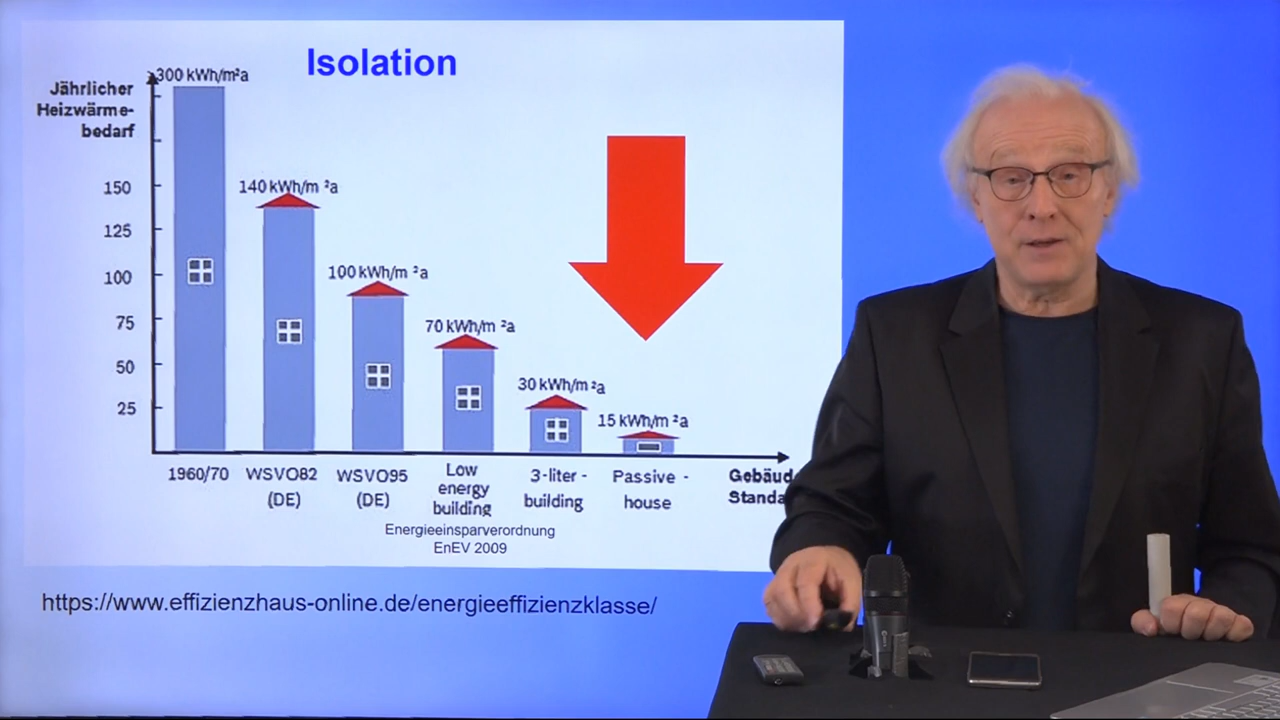 Isolation
>300 kWh/m²a
Jährlicher
Heizwärme-
bedarf
150
125
100
75
50
25
140 kWh/m ²a
100 kWh/m ²a
70 kWh/m ²a
30 kWh/m ²a
15 kWh/m ²a
1960/70
WSVO82
(DE)
WSVO95
(DE)
Low
energy
building
3-liter -
building
Passive -
house
Gebäud
Standa
Energieeinsparverordnung
EnEV 2009
https://www.effizienzhaus-online.de/energieeffizienzklasse/